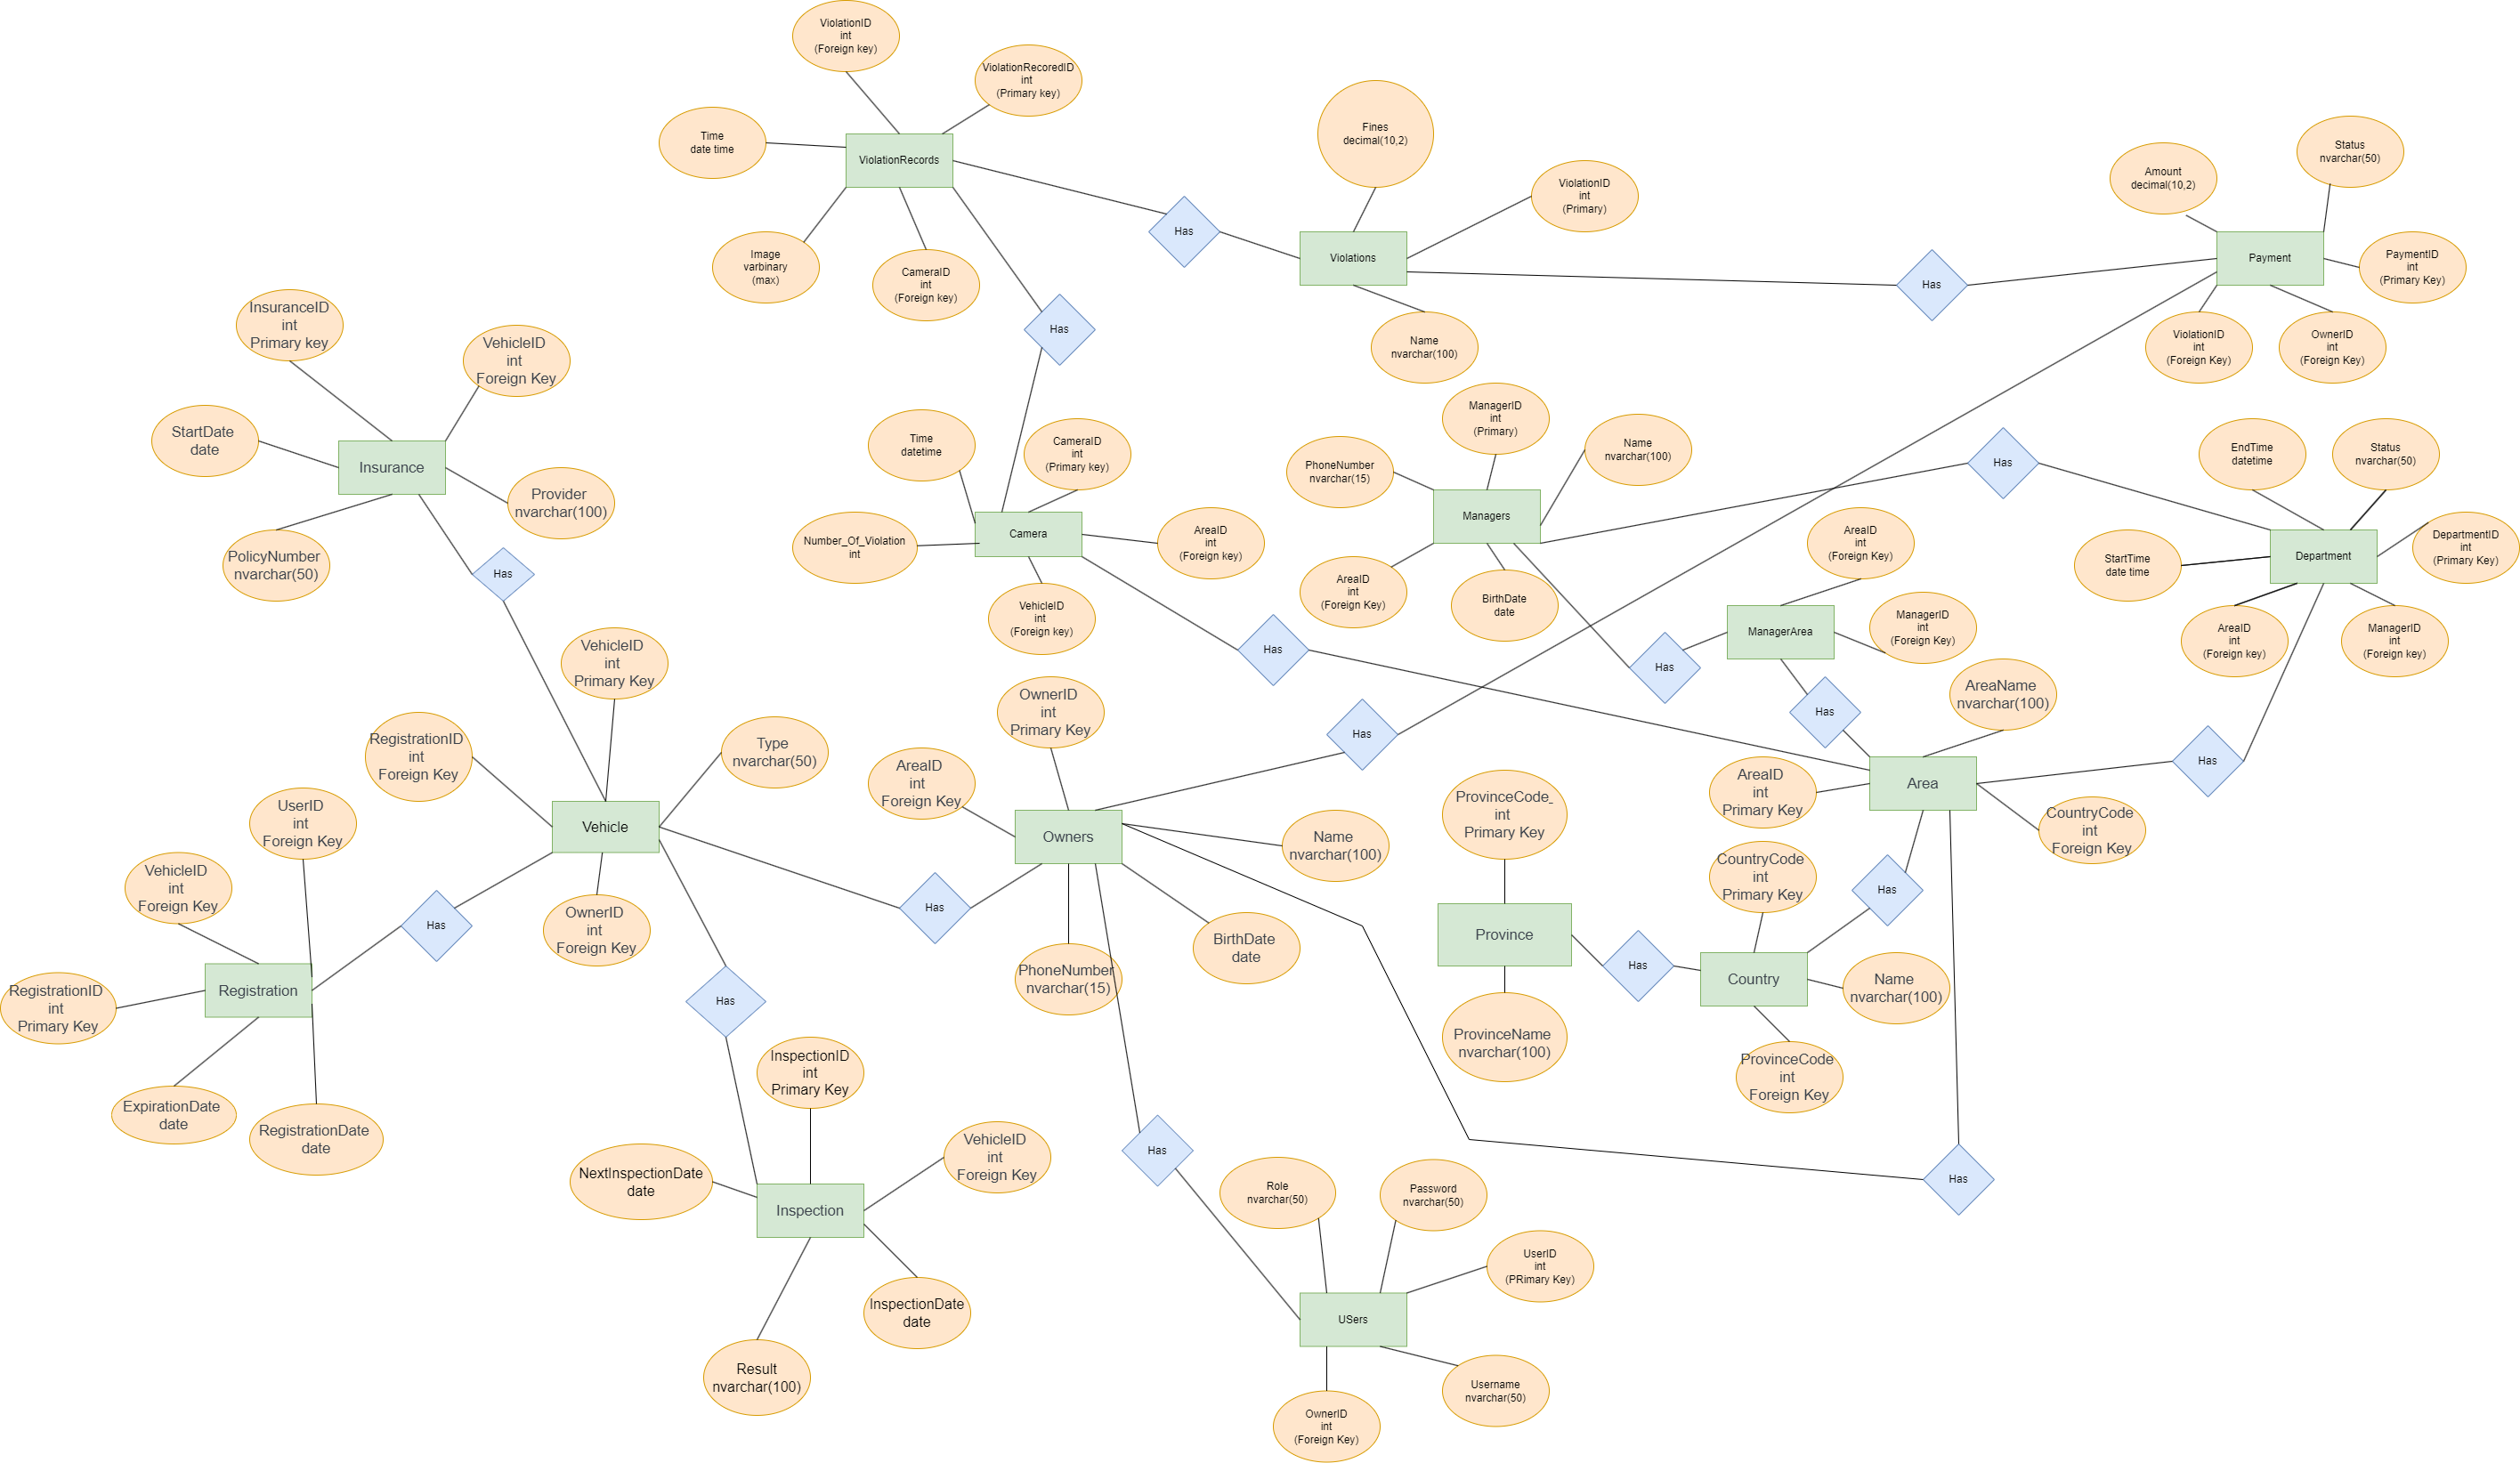 ViolationID
int
(Foreign key)
ViolationRecoredID
int
(Primary key)
Time
date time
ViolationRecords
Image
varbinary
(max)
CameraID
int
(Foreign key)
Has
Fines
decimal(10,2)
ViolationID
int
(Primary)
Violations
Name
nvarchar(100)
Has
Amount
decimal(10,2)
Status
nvarchar(50)
Payment
PaymentID
int
(Primary Key)
ViolationID
int
(Foreign Key)
OwnerID
int
(Foreign Key)
Has
InsuranceID
int
Primary key
VehicleID
int
Foreign Key
StartDate
date
Insurance
Provider
nvarchar(100)
PolicyNumber
nvarchar(50)
Has
Time
datetime
CameraID
int
(Primary key)
Number_Of_Violation
int
Camera
AreaID
int
(Foreign key)
VehicleID
int
(Foreign key)
Has
ManagerID
int
(Primary)
Name
nvarchar(100)
PhoneNumber
nvarchar(15)
Managers
AreaID
int
(Foreign Key)
BirthDate
date
Has
Has
EndTime
datetime
Status
nvarchar(50)
StartTime
date time
Department
DepartmentID
int
(Primary Key)
AreaID
int
(Foreign key)
ManagerID
int
(Foreign key)
AreaID
int
(Foreign Key)
ManagerArea
ManagerID
int
(Foreign Key)
Has
Has
VehicleID
int
Primary Key
RegistrationID
int
Foreign Key
Type
nvarchar(50)
Vehicle
OwnerID
int
Foreign Key
Has
Has
Has
UserID
int
Foreign Key
VehicleID
int
Foreign Key
Registration
RegistrationID
int
Primary Key
ExpirationDate
date
RegistrationDate
date
OwnerID
int
Primary Key
AreaID
int
Foreign Key
Owners
Name
nvarchar(100)
PhoneNumber
nvarchar(15)
BirthDate
date
Has
AreaName
nvarchar(100)
AreaID
int
Primary Key
Area
CountryCode
int
Foreign Key
Has
Has
ProvinceCode_
int
Primary Key
Province
ProvinceName
nvarchar(100)
Has
CountryCode
int
Primary Key
Country
Name
nvarchar(100)
ProvinceCode
int
Foreign Key
InspectionID
int
Primary Key
NextInspectionDate
date
VehicleID
int
Foreign Key
Inspection
InspectionDate
date
Result
nvarchar(100)
Has
Has
Role
nvarchar(50)
Password
nvarchar(50)
UserID
int
(PRimary Key)
USers
Username
nvarchar(50)
OwnerID
int
(Foreign Key)